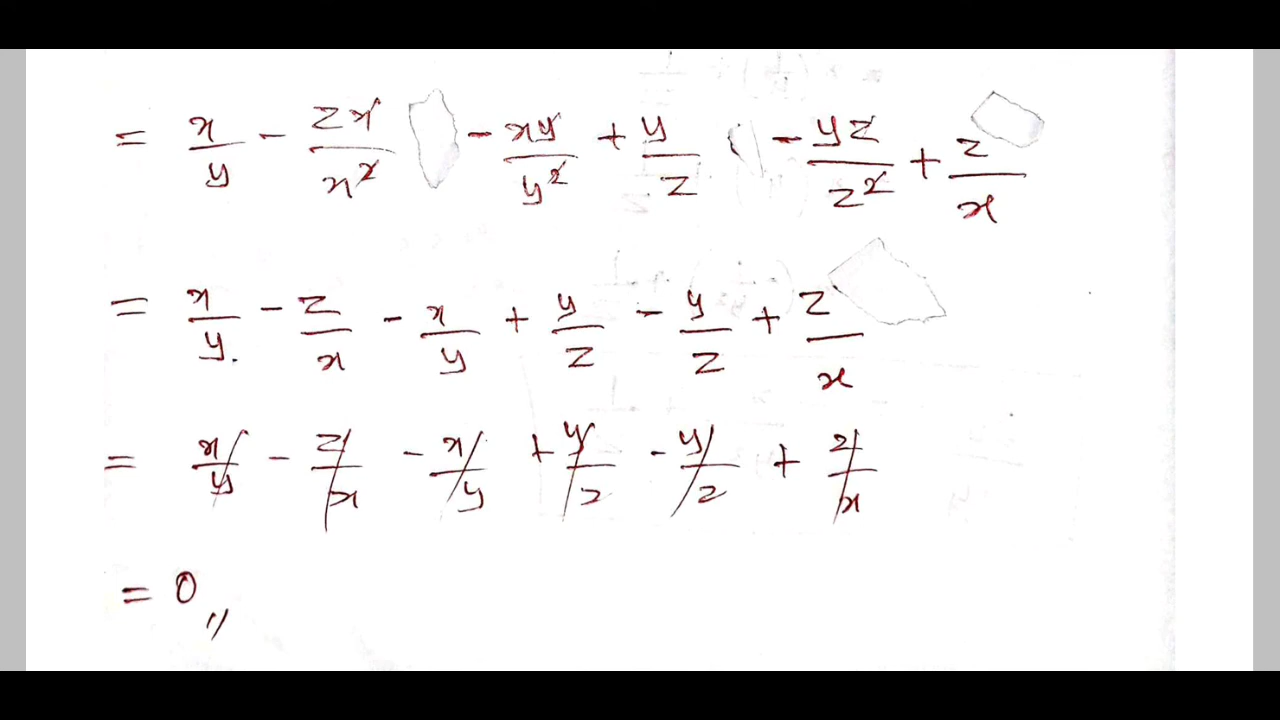 = x/y - zx/x² - xy/y² + y/z - yz/z² + z/x
= x/y - z/x - x/y + y/z - y/z + z/x
= x/y - z/x - x/y + y/z - y/z + z/x
= 0,,